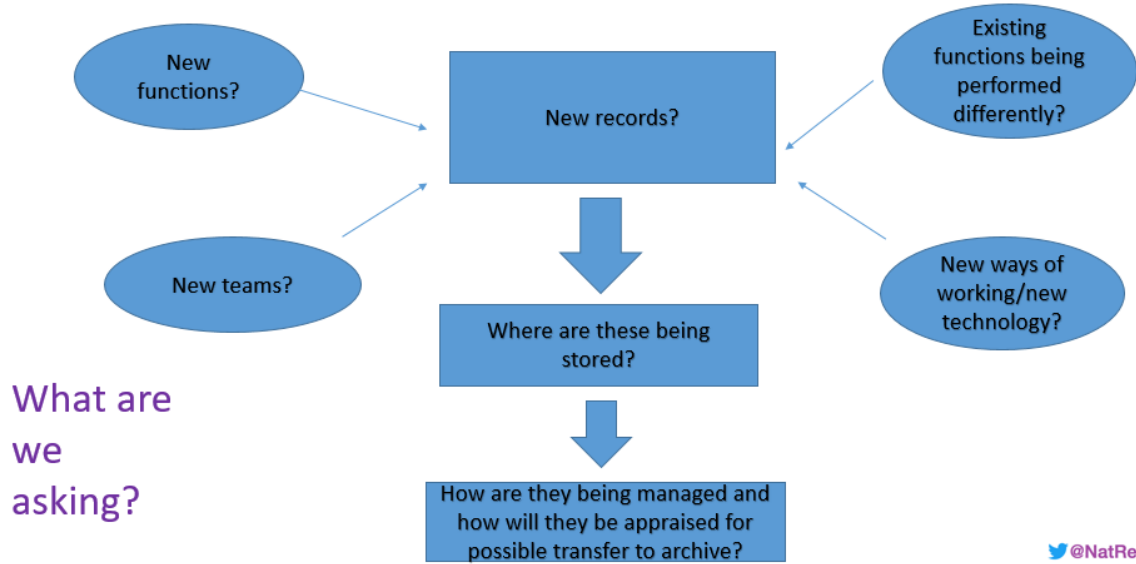 New
functions?
New records?
Existing
functions being
performed
differently?
New teams?
New ways of
working/new
technology?
Where are these being
stored?
What are
we
asking?
How are they being managed and
how will they be appraised for
possible transfer to archive?
@NatRe